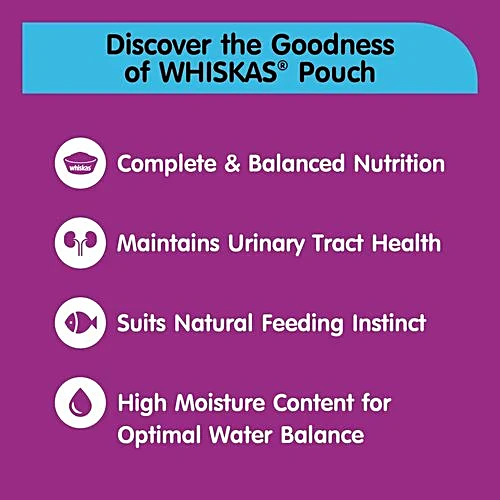 Discover the Goodness
of WHISKAS® Pouch
whiskas
Complete & Balanced Nutrition
Maintains Urinary Tract Health
Suits Natural Feeding Instinct
High Moisture Content for
Optimal Water Balance